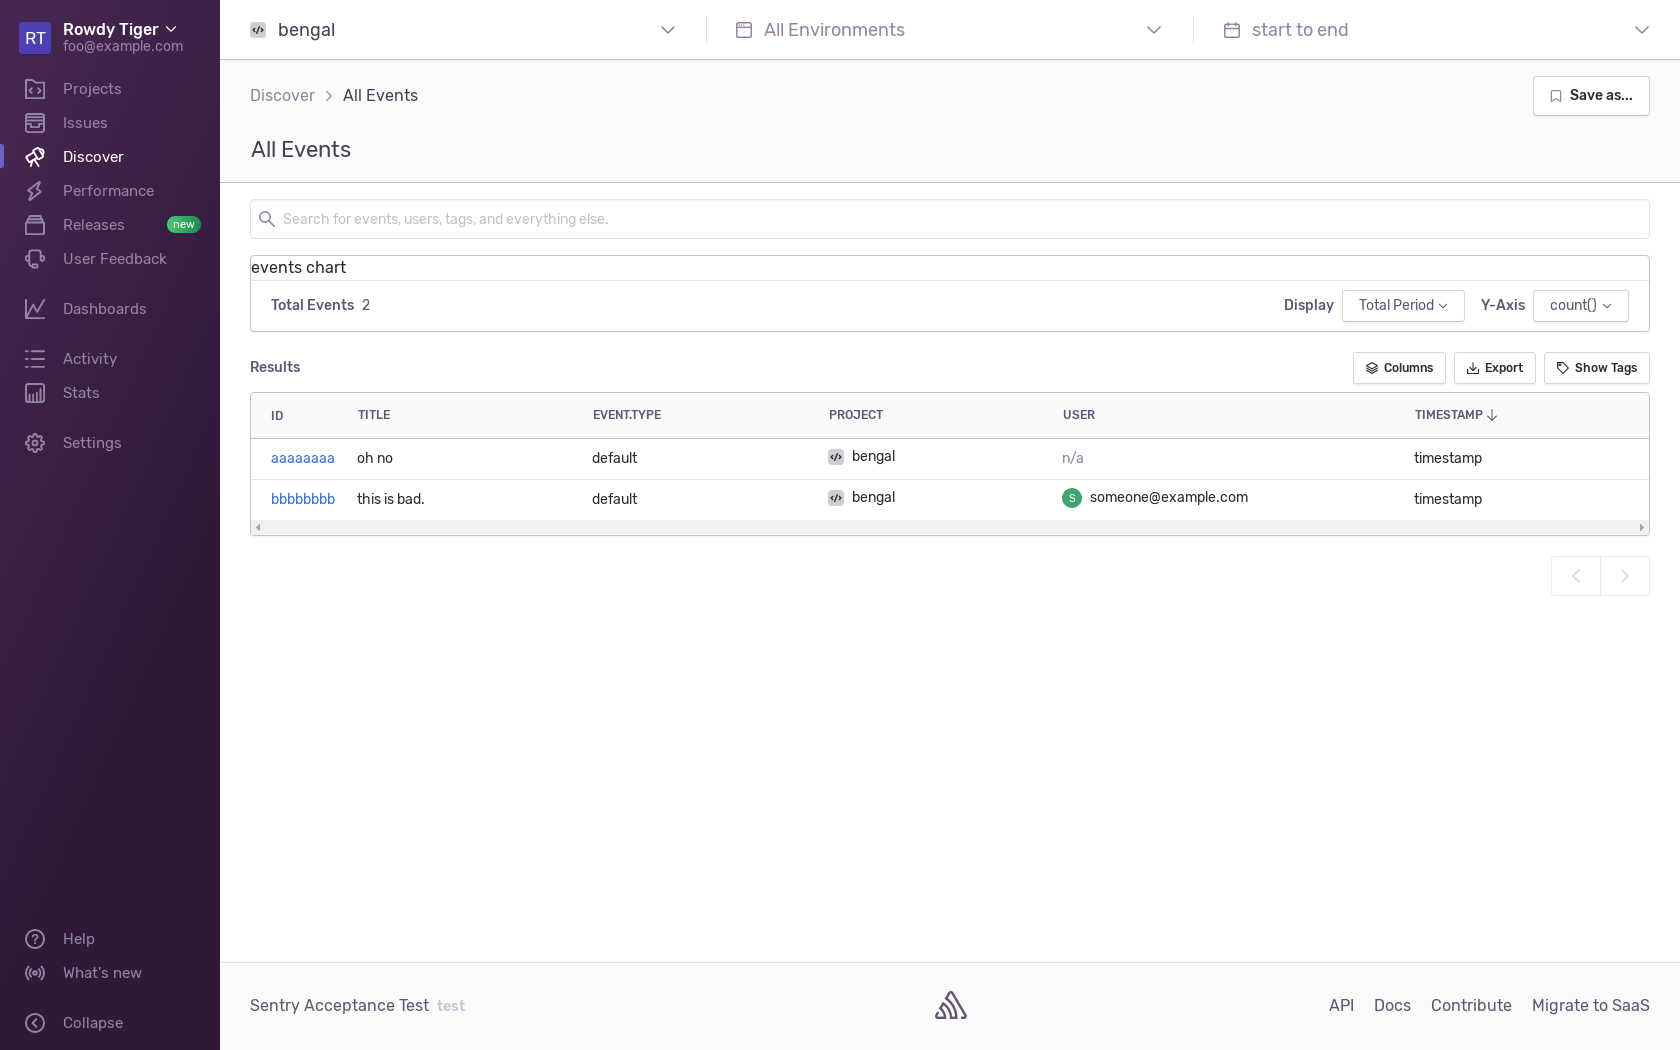 RT
Rowdy Tiger
foo@example.com
Projects
Issues
Discover
Performance
Releases new
User Feedback
Dashboards
Activity
Stats
Settings
Help
What's new
Collapse
bengal All Environments start to end
Discover > All Events Save as...
All Events
Search for events, users, tags, and everything else.
events chart
Total Events 2 Display Total Period Y-Axis count()
Results Columns Export Show Tags
ID TITLE EVENT.TYPE PROJECT USER TIMESTAMP
aaaaaaaa oh no default bengal n/a timestamp
bbbbbbbb this is bad. default bengal S someone@example.com timestamp
Sentry Acceptance Test test API Docs Contribute Migrate to SaaS